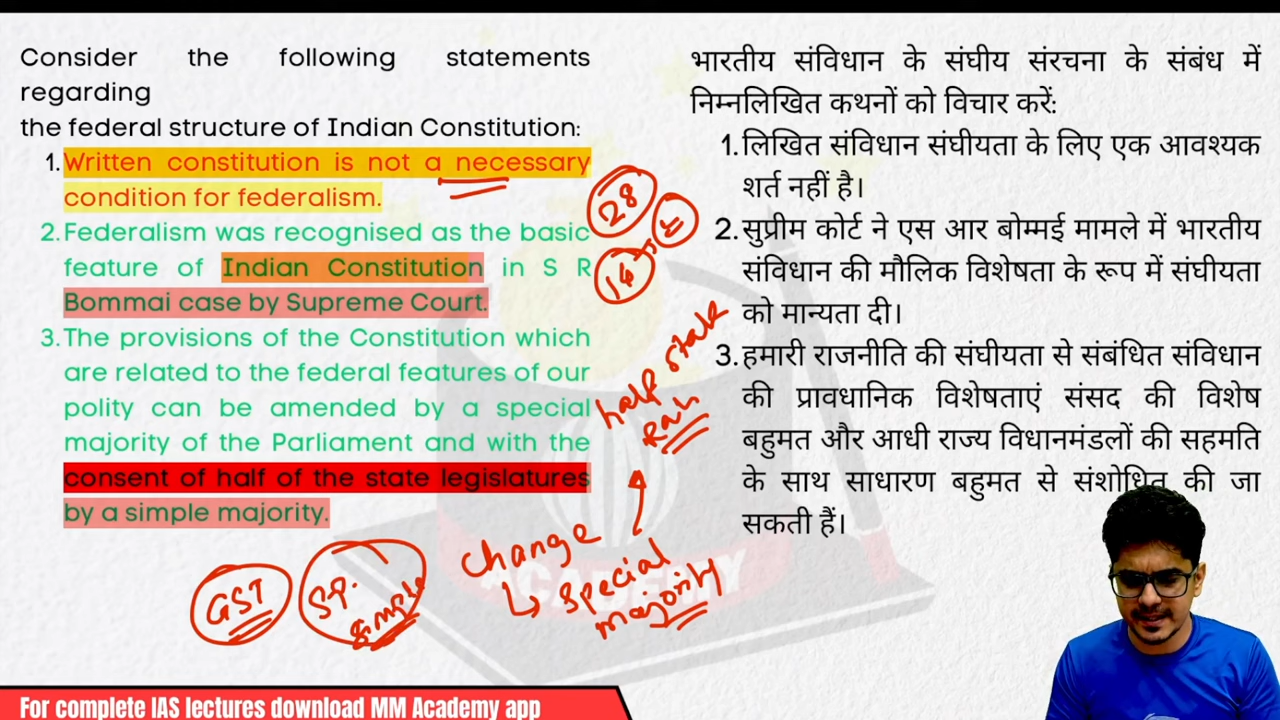 Consider the following statements
regarding
the federal structure of Indian Constitution:
1. Written constitution is not a necessary
condition for federalism.
2. Federalism was recognised as the basic
feature of Indian Constitution in S R
Bommai case by Supreme Court.
3. The provisions of the Constitution which
are related to the federal features of our
polity can be amended by a special
majority of the Parliament and with the
consent of half of the state legislatures
by a simple majority.
28
14
half state
change
special
majority
GST
SP.
simple
भारतीय संविधान के संघीय संरचना के संबंध में
निम्नलिखित कथनों को विचार करें:
1. लिखित संविधान संघीयता के लिए एक आवश्यक
शर्त नहीं है।
2. सुप्रीम कोर्ट ने एस आर बोम्मई मामले में भारतीय
संविधान की मौलिक विशेषता के रूप में संघीयता
को मान्यता दी।
3. हमारी राजनीति की संघीयता से संबंधित संविधान
की प्रावधानिक विशेषताएं संसद की विशेष
बहुमत और आधी राज्य विधानमंडलों की सहमति
के साथ साधारण बहुमत से संशोधित की जा
सकती हैं।
ACADEMY
For complete IAS lectures download MM Academy app